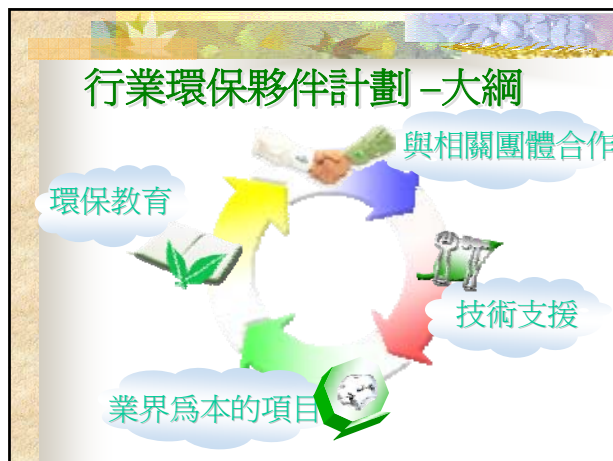 行業環保夥伴計劃 –大綱
與相關團體合作
環保教育
技術支援
業界為本的項目